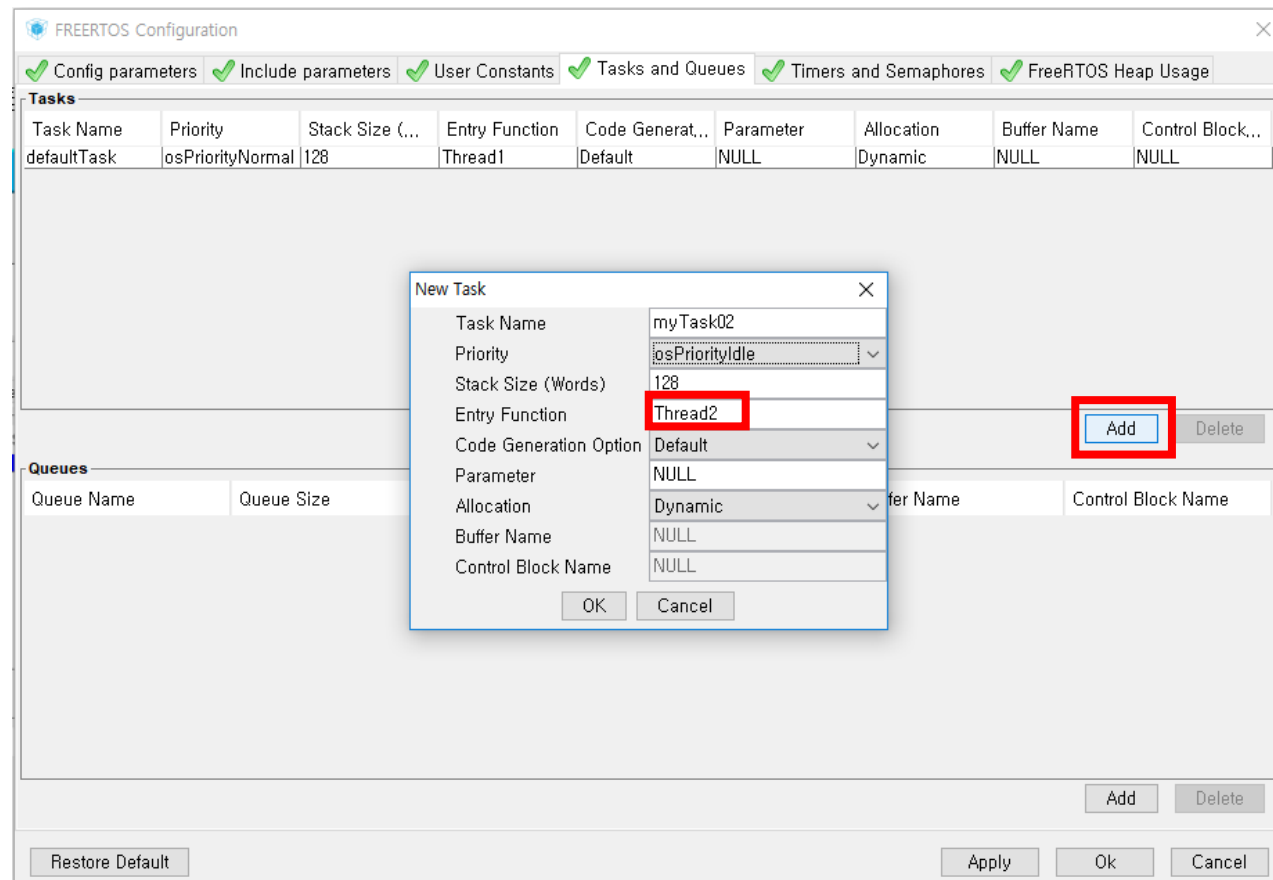 FREERTOS Configuration
Config parameters Include parameters User Constants Tasks and Queues Timers and Semaphores FreeRTOS Heap Usage
Tasks
Task Name Priority Stack Size (... Entry Function Code Generat... Parameter Allocation Buffer Name Control Block...
defaultTask osPriorityNormal 128 Thread1 Default NULL Dynamic NULL NULL
New Task
Task Name myTask02
Priority osPriorityIdle
Stack Size (Words) 128
Entry Function Thread2
Code Generation Option Default
Parameter NULL
Allocation Dynamic
Buffer Name NULL
Control Block Name NULL
OK Cancel
Add Delete
Queues
Queue Name Queue Size fer Name Control Block Name
Add Delete
Restore Default Apply Ok Cancel